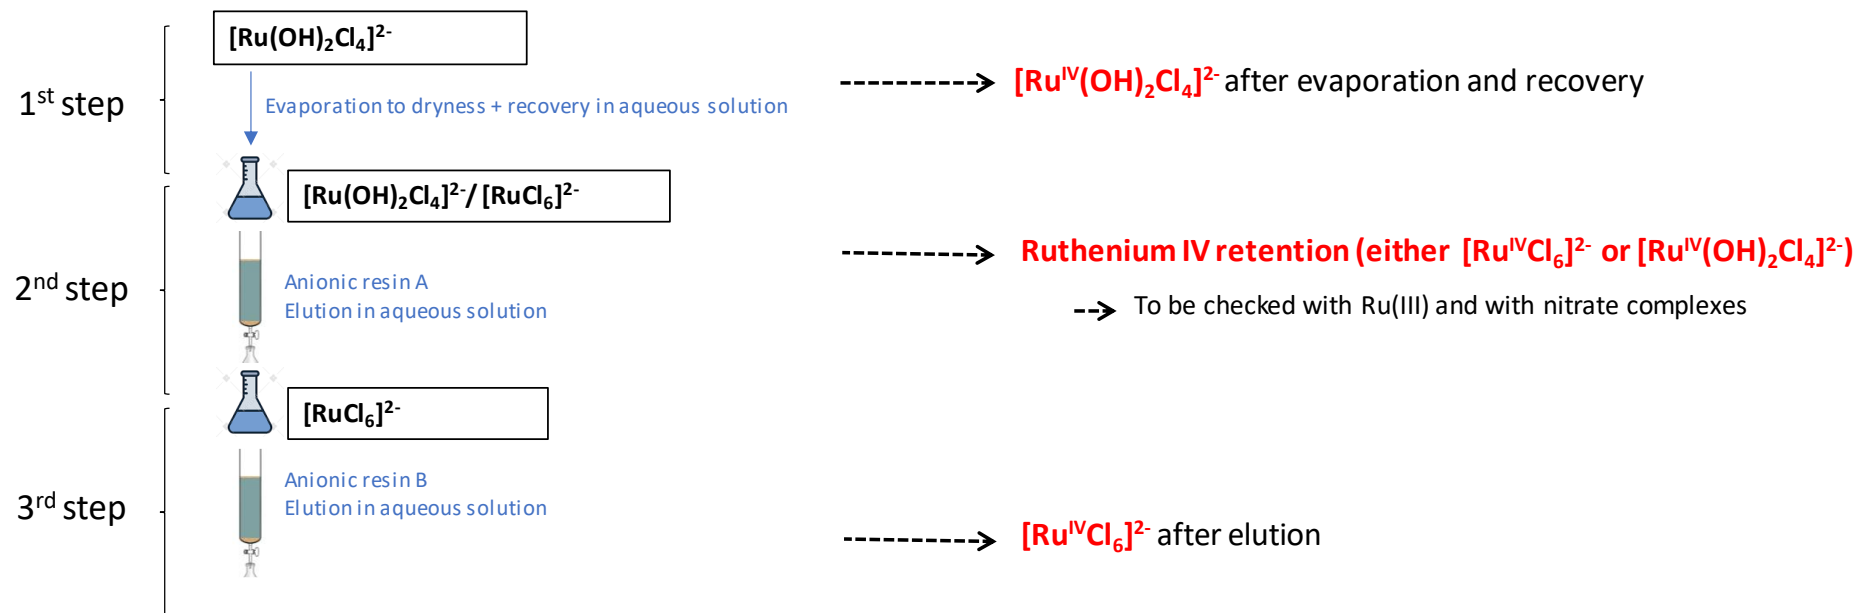 1st step
[Ru(OH)2Cl4]2-
Evaporation to dryness + recovery in aqueous solution
[RuIV(OH)2Cl4]2- after evaporation and recovery
2nd step
[Ru(OH)2Cl4]2-/ [RuCl6]2-
Anionic resin A
Elution in aqueous solution
Ruthenium IV retention (either [RuIVCl6]2- or [RuIV(OH)2Cl4]2-)
To be checked with Ru(III) and with nitrate complexes
3rd step
[RuCl6]2-
Anionic resin B
Elution in aqueous solution
[RuIVCl6]2- after elution